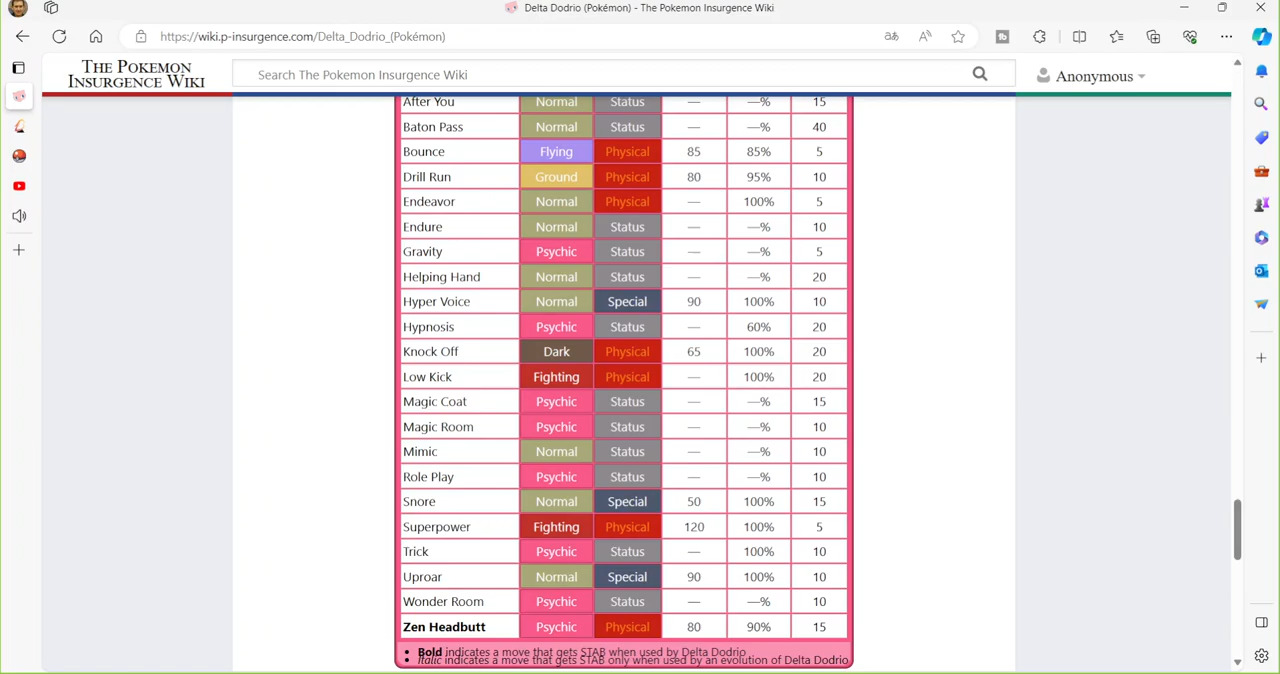 Delta Dodrio (Pokémon) - The Pokemon Insurgence Wiki
https://wiki.p-insurgence.com/Delta_Dodrio_(Pokémon)
THE POKEMON
INSURGENCE WIKI
Search The Pokemon Insurgence Wiki
Anonymous
After You Normal Status — —% 15
Baton Pass Normal Status — —% 40
Bounce Flying Physical 85 85% 5
Drill Run Ground Physical 80 95% 10
Endeavor Normal Physical — 100% 5
Endure Normal Status — —% 10
Gravity Psychic Status — —% 5
Helping Hand Normal Status — —% 20
Hyper Voice Normal Special 90 100% 10
Hypnosis Psychic Status — 60% 20
Knock Off Dark Physical 65 100% 20
Low Kick Fighting Physical — 100% 20
Magic Coat Psychic Status — —% 15
Magic Room Psychic Status — —% 10
Mimic Normal Status — —% 10
Role Play Psychic Status — —% 10
Snore Normal Special 50 100% 15
Superpower Fighting Physical 120 100% 5
Trick Psychic Status — 100% 10
Uproar Normal Special 90 100% 10
Wonder Room Psychic Status — —% 10
Zen Headbutt Psychic Physical 80 90% 15
• Bold indicates a move that gets STAB when used by Delta Dodrio
• Italic indicates a move that gets STAB only when used by an evolution of Delta Dodrio